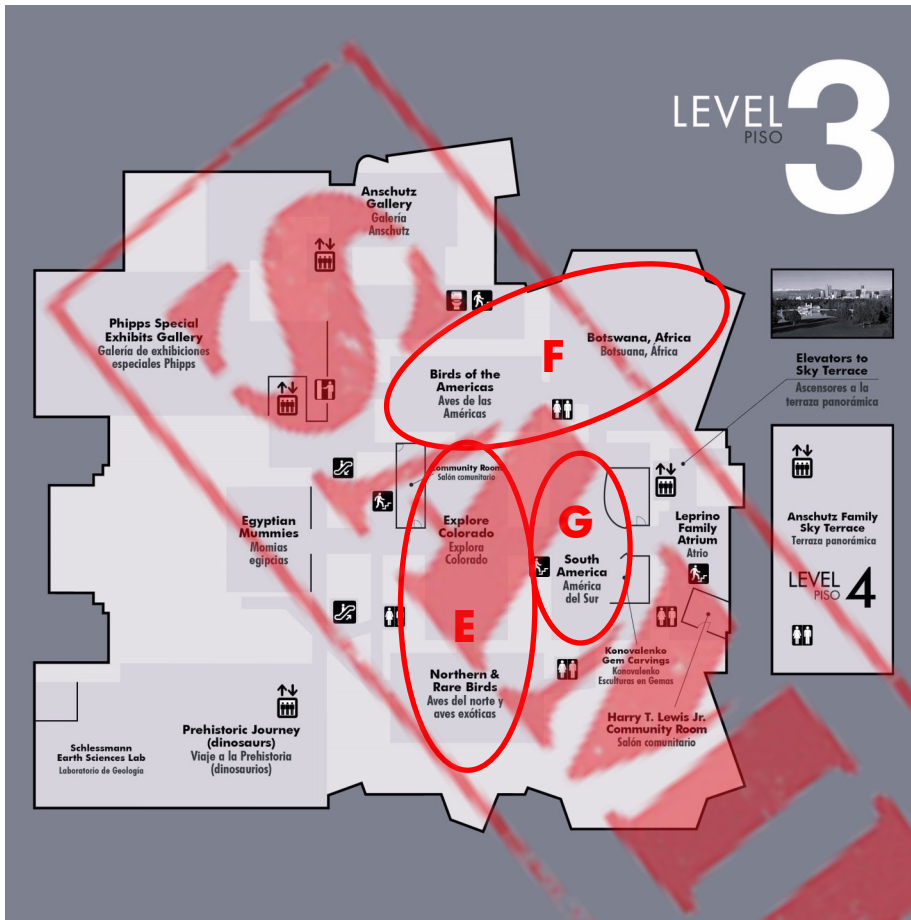 LEVEL
PISO
3
Anschutz
Gallery
Galería
Anschutz
Phipps Special
Exhibits Gallery
Galería de exhibiciones
especiales Phipps
F
Botswana, Africa
Botsuana, África
Birds of the
Americas
Aves de las
Américas
Elevators to
Sky Terrace
Ascensores a la
terraza panorámica
Community Room
Salón comunitario
Egyptian
Mummies
Momias
egipcias
Explore
Colorado
Explora
Colorado
G
South
America
América
del Sur
Leprino
Family
Atrium
Atrio
Anschutz Family
Sky Terrace
Terraza panorámica
LEVEL
PISO
4
E
Northern &
Rare Birds
Aves del norte y
aves exóticas
Konovalenko
Gem Carvings
Konovalenko
Esculturas en Gemas
Harry T. Lewis Jr.
Community Room
Salón comunitario
Prehistoric Journey
(dinosaurs)
Viaje a la Prehistoria
(dinosaurios)
Schlessmann
Earth Sciences Lab
Laboratorio de Geología